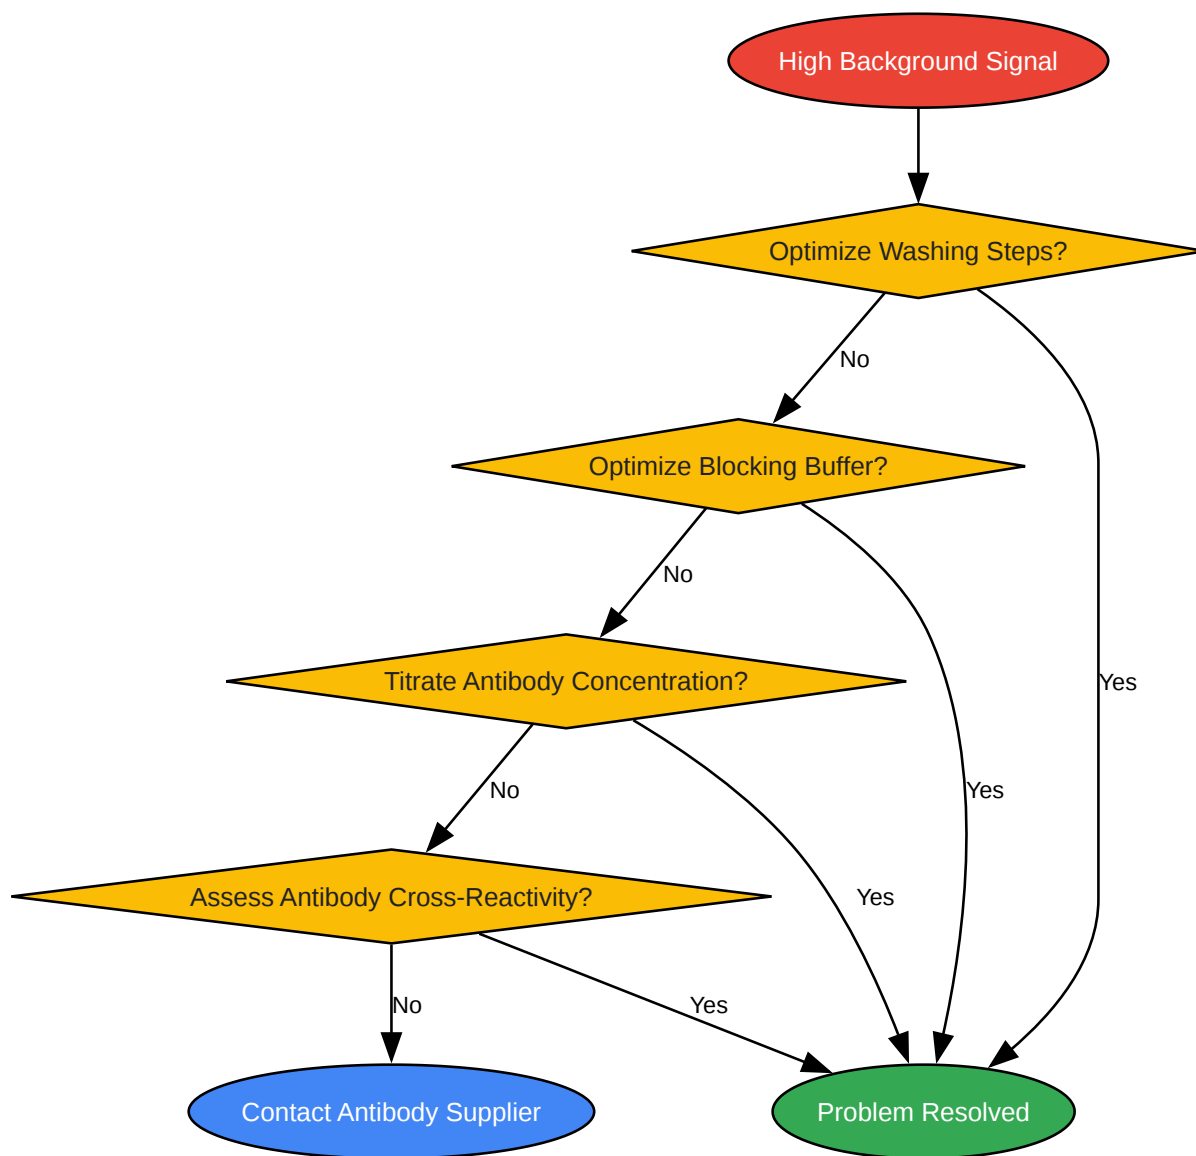 High Background Signal
Optimize Washing Steps?
No
Optimize Blocking Buffer?
No
Titrate Antibody Concentration?
Yes
No
Yes
Assess Antibody Cross-Reactivity?
Yes
No
Yes
Contact Antibody Supplier
Problem Resolved